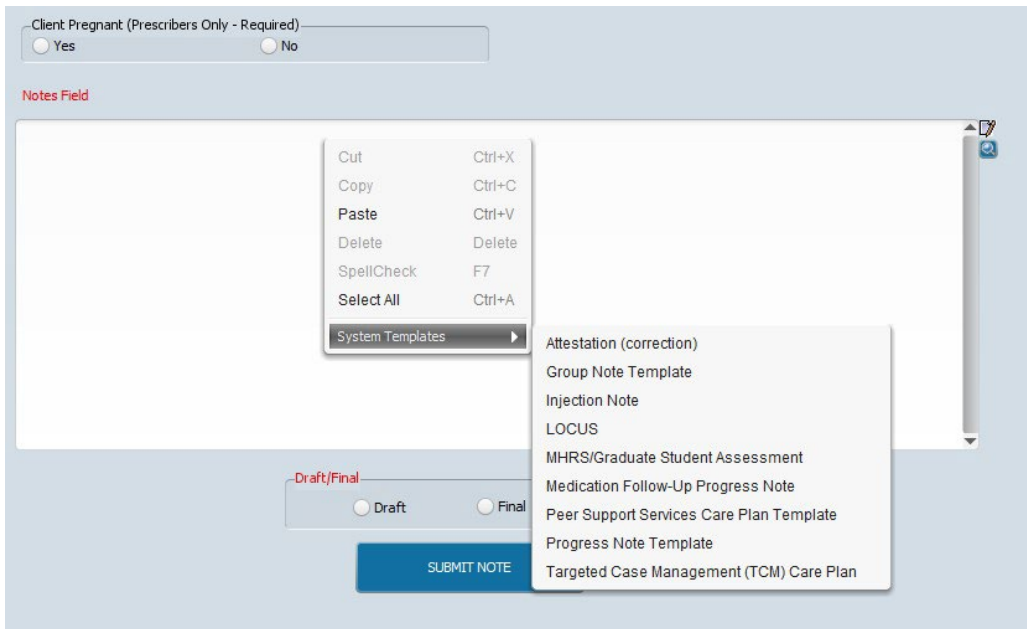 Client Pregnant (Prescribers Only - Required)
Yes No
Notes Field
Cut Ctrl+X
Copy Ctrl+C
Paste Ctrl+V
Delete Delete
SpellCheck F7
Select All Ctrl+A
System Templates
Attestation (correction)
Group Note Template
Injection Note
LOCUS
MHRS/Graduate Student Assessment
Medication Follow-Up Progress Note
Peer Support Services Care Plan Template
Progress Note Template
Targeted Case Management (TCM) Care Plan
Draft/Final
Draft Final
SUBMIT NOTE